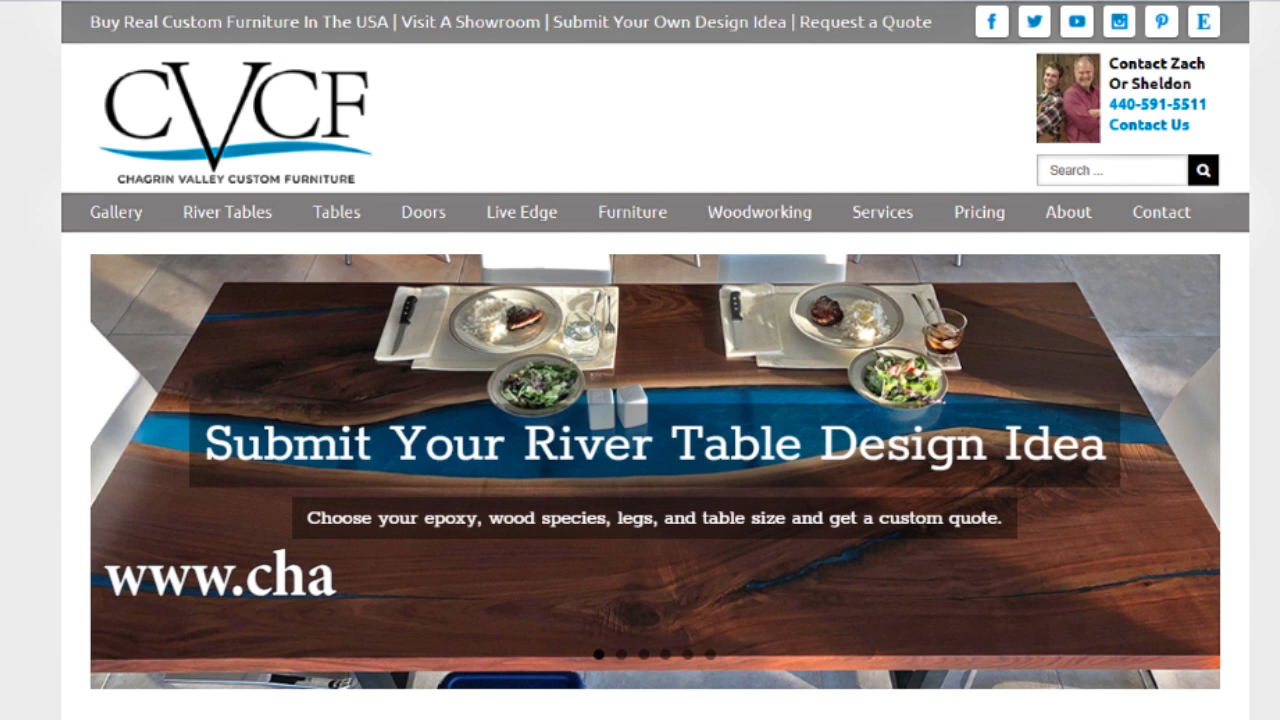 Buy Real Custom Furniture In The USA | Visit A Showroom | Submit Your Own Design Idea | Request a Quote
CVCF
CHAGRIN VALLEY CUSTOM FURNITURE
Contact Zach
Or Sheldon
440-591-5511
Contact Us
Search ...
Gallery River Tables Tables Doors Live Edge Furniture Woodworking Services Pricing About Contact
Submit Your River Table Design Idea
Choose your epoxy, wood species, legs, and table size and get a custom quote.
www.cha